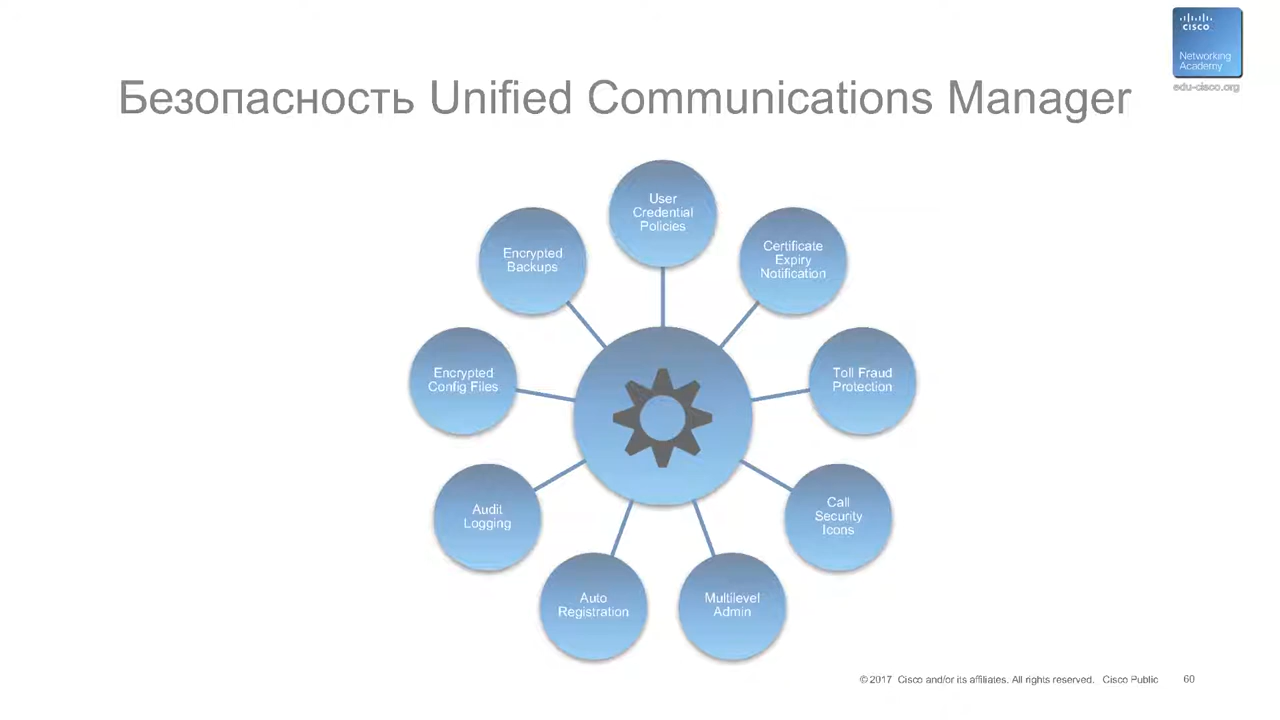 cisco
Networking
Academy
edu-cisco.org
Безопасность Unified Communications Manager
User
Credential
Policies
Certificate
Expiry
Notification
Toll Fraud
Protection
Call
Security
Icons
Multilevel
Admin
Auto
Registration
Audit
Logging
Encrypted
Config Files
Encrypted
Backups
© 2017 Cisco and/or its affiliates. All rights reserved. Cisco Public 60